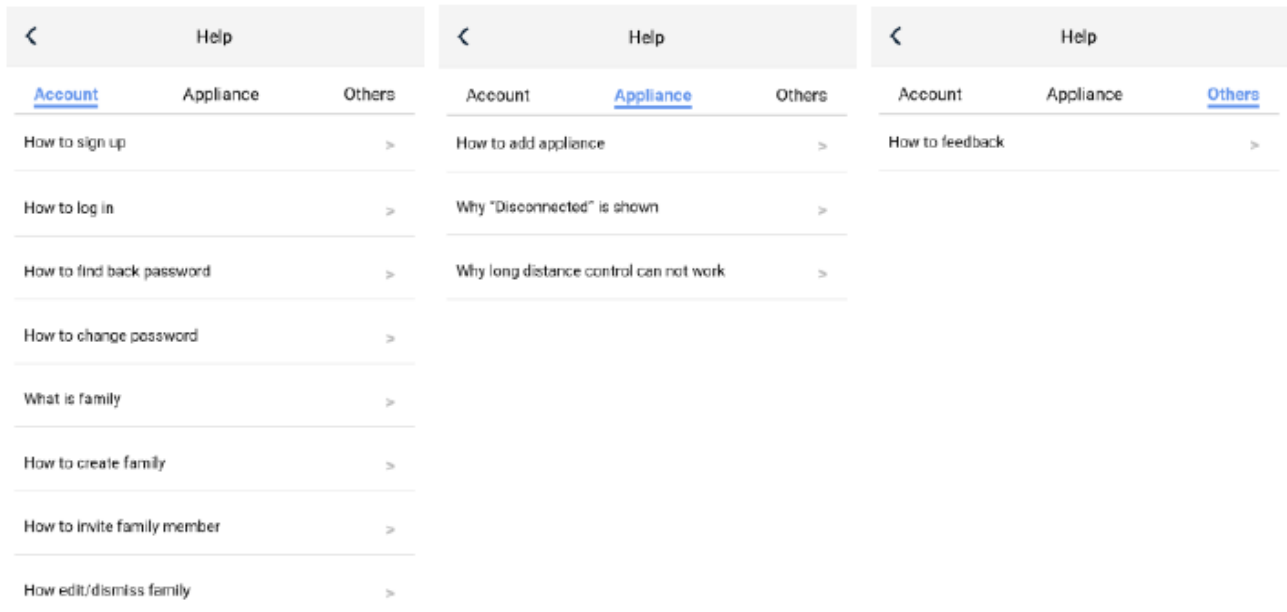 Help
Account Appliance Others
How to sign up >
How to log in >
How to find back password >
How to change password >
What is family >
How to create family >
How to invite family member >
How edit/dismiss family >
Help
Account Appliance Others
How to add appliance >
Why "Disconnected" is shown >
Why long distance control can not work >
Help
Account Appliance Others
How to feedback >